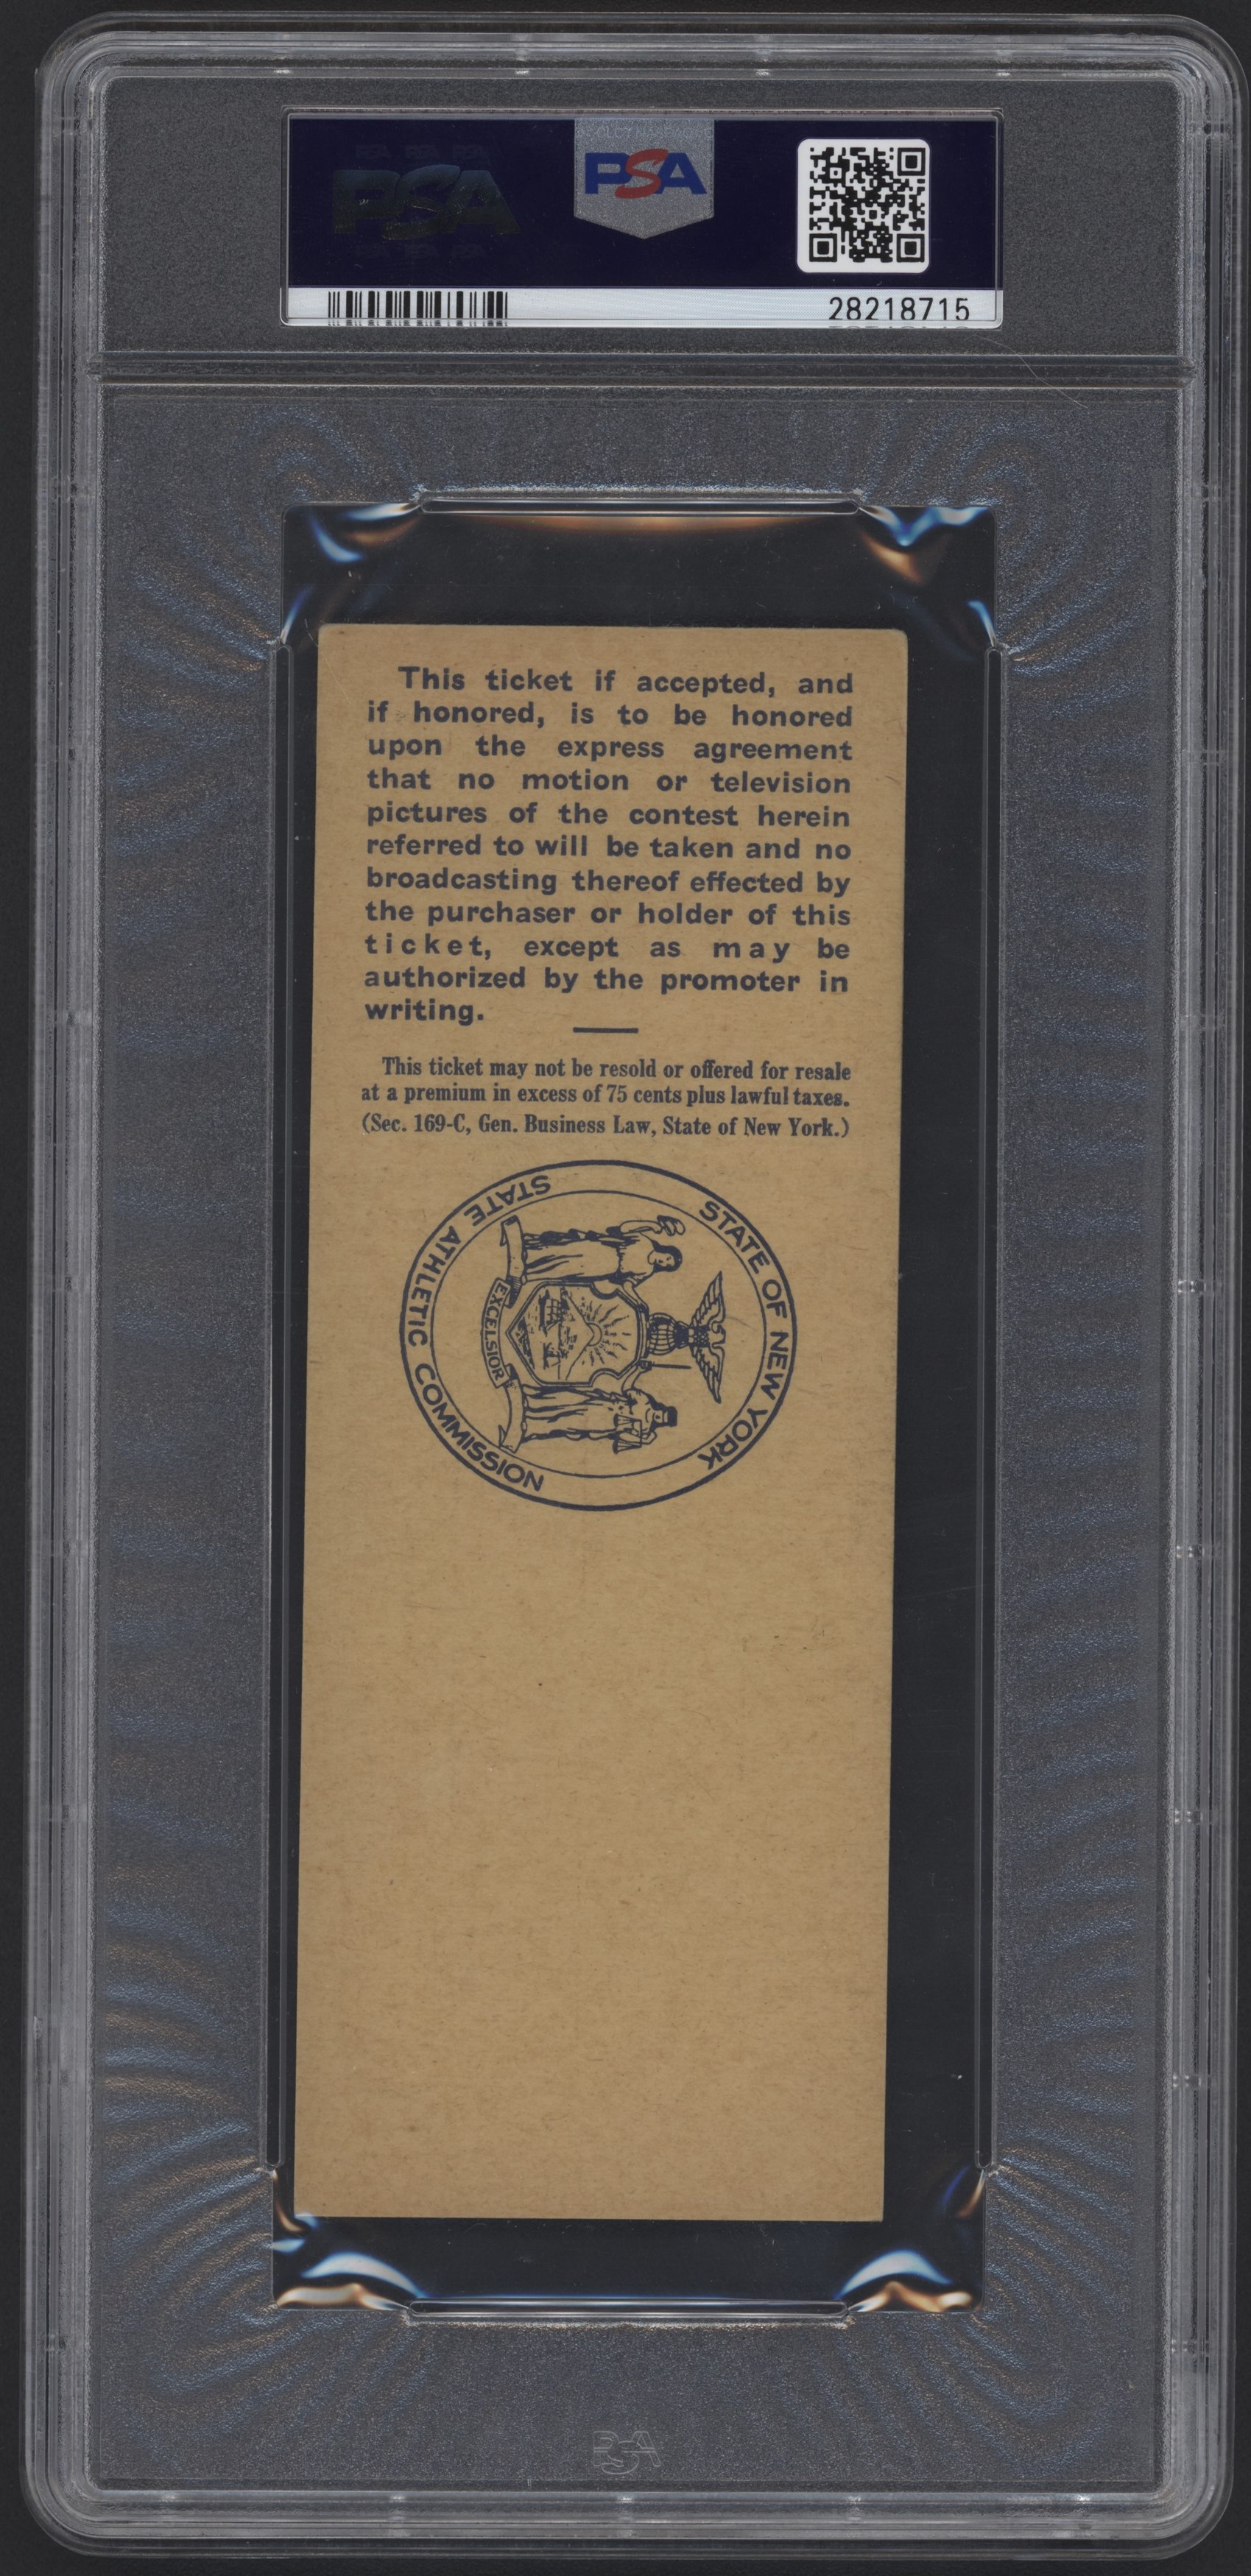 PSA
PSA
28218715
This ticket if accepted, and
if honored, is to be honored
upon the express agreement
that no motion or television
pictures of the contest herein
referred to will be taken and no
broadcasting thereof effected by
the purchaser or holder of this
ticket, except as may be
authorized by the promoter in
writing.
This ticket may not be resold or offered for resale
at a premium in excess of 75 cents plus lawful taxes.
(Sec. 169-C, Gen. Business Law, State of New York.)
STATE OF NEW YORK
STATE ATHLETIC COMMISSION
EXCELSIOR
PSA